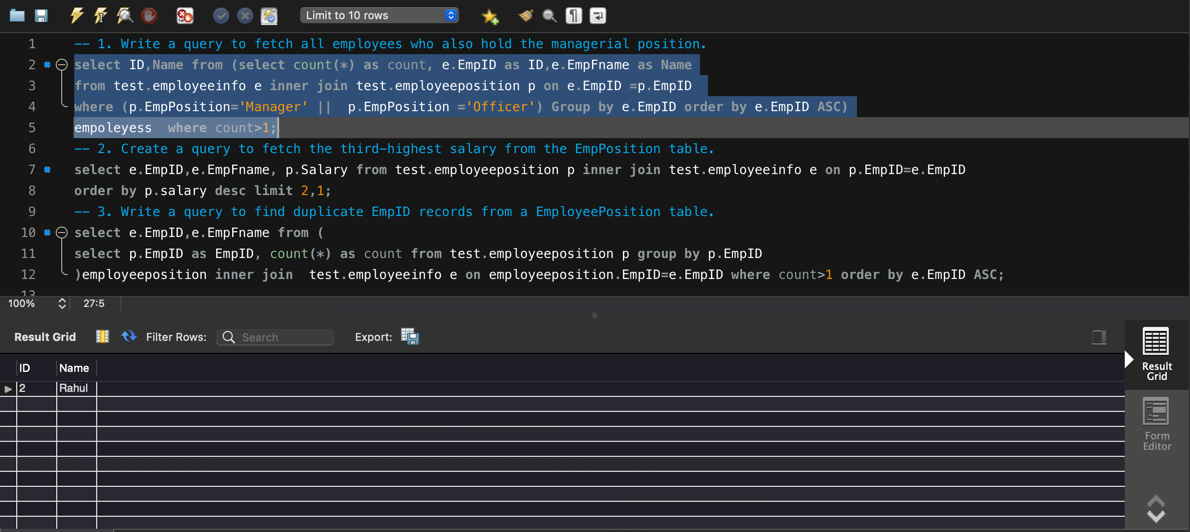 Limit to 10 rows
1 -- 1. Write a query to fetch all employees who also hold the managerial position.
2 select ID,Name from (select count(*) as count, e.EmpID as ID,e.EmpFname as Name
3 from test.employeeinfo e inner join test.employeeposition p on e.EmpID =p.EmpID
4 where (p.EmpPosition='Manager' || p.EmpPosition ='Officer') Group by e.EmpID order by e.EmpID ASC)
5 empoleyess where count>1;
6 -- 2. Create a query to fetch the third-highest salary from the EmpPosition table.
7 select e.EmpID,e.EmpFname, p.Salary from test.employeeposition p inner join test.employeeinfo e on p.EmpID=e.EmpID
8 order by p.salary desc limit 2,1;
9 -- 3. Write a query to find duplicate EmpID records from a EmployeePosition table.
10 select e.EmpID,e.EmpFname from (
11 select p.EmpID as EmpID, count(*) as count from test.employeeposition p group by p.EmpID
12 )employeeposition inner join test.employeeinfo e on employeeposition.EmpID=e.EmpID where count>1 order by e.EmpID ASC;
13
100% 27:5
Result Grid Filter Rows: Search Export:
ID Name
2 Rahul
Result
Grid
Form
Editor